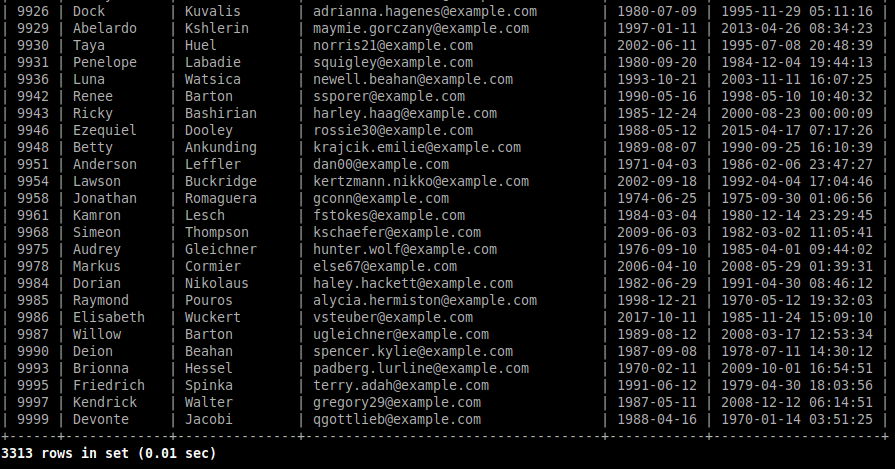 | 9926 | Dock | Kuvalis | adrianna.hagenes@example.com | 1980-07-09 | 1995-11-29 05:11:16 |
| 9929 | Abelardo | Kshlerin | maymie.gorczany@example.com | 1997-01-11 | 2013-04-26 08:34:23 |
| 9930 | Taya | Huel | norris21@example.com | 2002-06-11 | 1995-07-08 20:48:39 |
| 9931 | Penelope | Labadie | squigley@example.com | 1980-09-20 | 1984-12-04 19:44:13 |
| 9936 | Luna | Watsica | newell.beahan@example.com | 1993-10-21 | 2003-11-11 16:07:25 |
| 9942 | Renee | Barton | ssporer@example.com | 1990-05-16 | 1998-05-10 10:40:32 |
| 9943 | Ricky | Bashirian | harley.haag@example.com | 1985-12-24 | 2000-08-23 00:00:09 |
| 9946 | Ezequiel | Dooley | rossie30@example.com | 1988-05-12 | 2015-04-17 07:17:26 |
| 9948 | Betty | Ankunding | krajcik.emilie@example.com | 1989-08-07 | 1990-09-25 16:10:39 |
| 9951 | Anderson | Leffler | dan00@example.com | 1971-04-03 | 1986-02-06 23:47:27 |
| 9954 | Lawson | Buckridge | kertzmann.nikko@example.com | 2002-09-18 | 1992-04-04 17:04:46 |
| 9958 | Jonathan | Romaguera | gconn@example.com | 1974-06-25 | 1975-09-30 01:06:56 |
| 9961 | Kamron | Lesch | fstokes@example.com | 1984-03-04 | 1980-12-14 23:29:45 |
| 9968 | Simeon | Thompson | kschaefer@example.com | 2009-06-03 | 1982-03-02 11:05:41 |
| 9975 | Audrey | Gleichner | hunter.wolf@example.com | 1976-09-10 | 1985-04-01 09:44:02 |
| 9978 | Markus | Cormier | else67@example.com | 2006-04-10 | 2008-05-29 01:39:31 |
| 9984 | Dorian | Nikolaus | haley.hackett@example.com | 1982-06-29 | 1991-04-30 08:46:12 |
| 9985 | Raymond | Pouros | alycia.hermiston@example.com | 1998-12-21 | 1970-05-12 19:32:03 |
| 9986 | Elisabeth | Wuckert | vsteuber@example.com | 2017-10-11 | 1985-11-24 15:09:10 |
| 9987 | Willow | Barton | ugleichner@example.com | 1989-08-12 | 2008-03-17 12:53:34 |
| 9990 | Deion | Beahan | spencer.kylie@example.com | 1987-09-08 | 1978-07-11 14:30:12 |
| 9993 | Brionna | Hessel | padberg.lurline@example.com | 1970-02-11 | 2009-10-01 16:54:51 |
| 9995 | Friedrich | Spinka | terry.adah@example.com | 1991-06-12 | 1979-04-30 18:03:56 |
| 9997 | Kendrick | Walter | gregory29@example.com | 1987-05-11 | 2008-12-12 06:14:51 |
| 9999 | Devonte | Jacobi | qgottlieb@example.com | 1988-04-16 | 1970-01-14 03:51:25 |
+------+-------------+---------------+-------------------------------------+------------+---------------------+
3313 rows in set (0.01 sec)